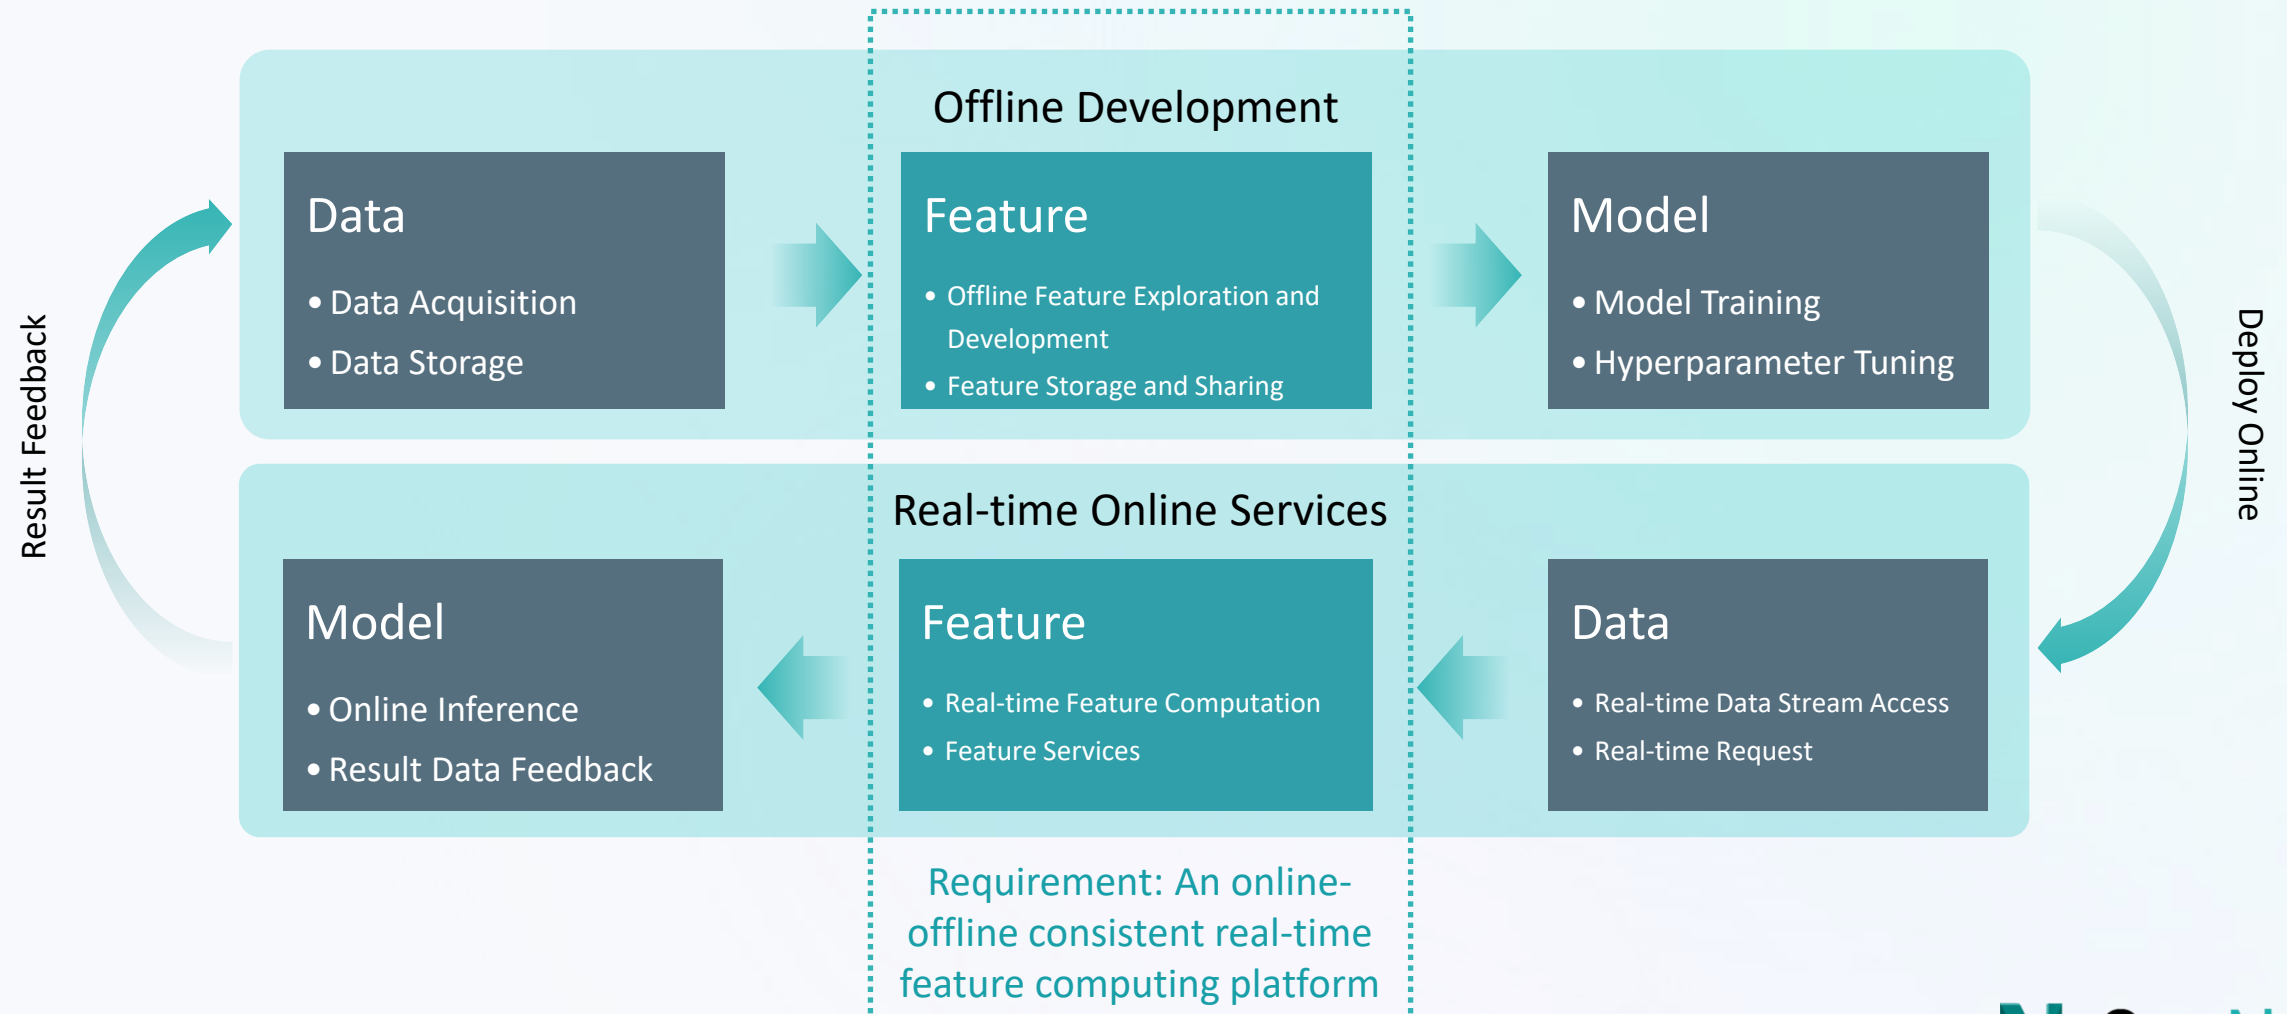 Offline Development
Data
• Data Acquisition
• Data Storage
Feature
• Offline Feature Exploration and
Development
• Feature Storage and Sharing
Model
• Model Training
• Hyperparameter Tuning
Result Feedback
Deploy Online
Real-time Online Services
Model
• Online Inference
• Result Data Feedback
Feature
• Real-time Feature Computation
• Feature Services
Data
• Real-time Data Stream Access
• Real-time Request
Requirement: An online-
offline consistent real-time
feature computing platform